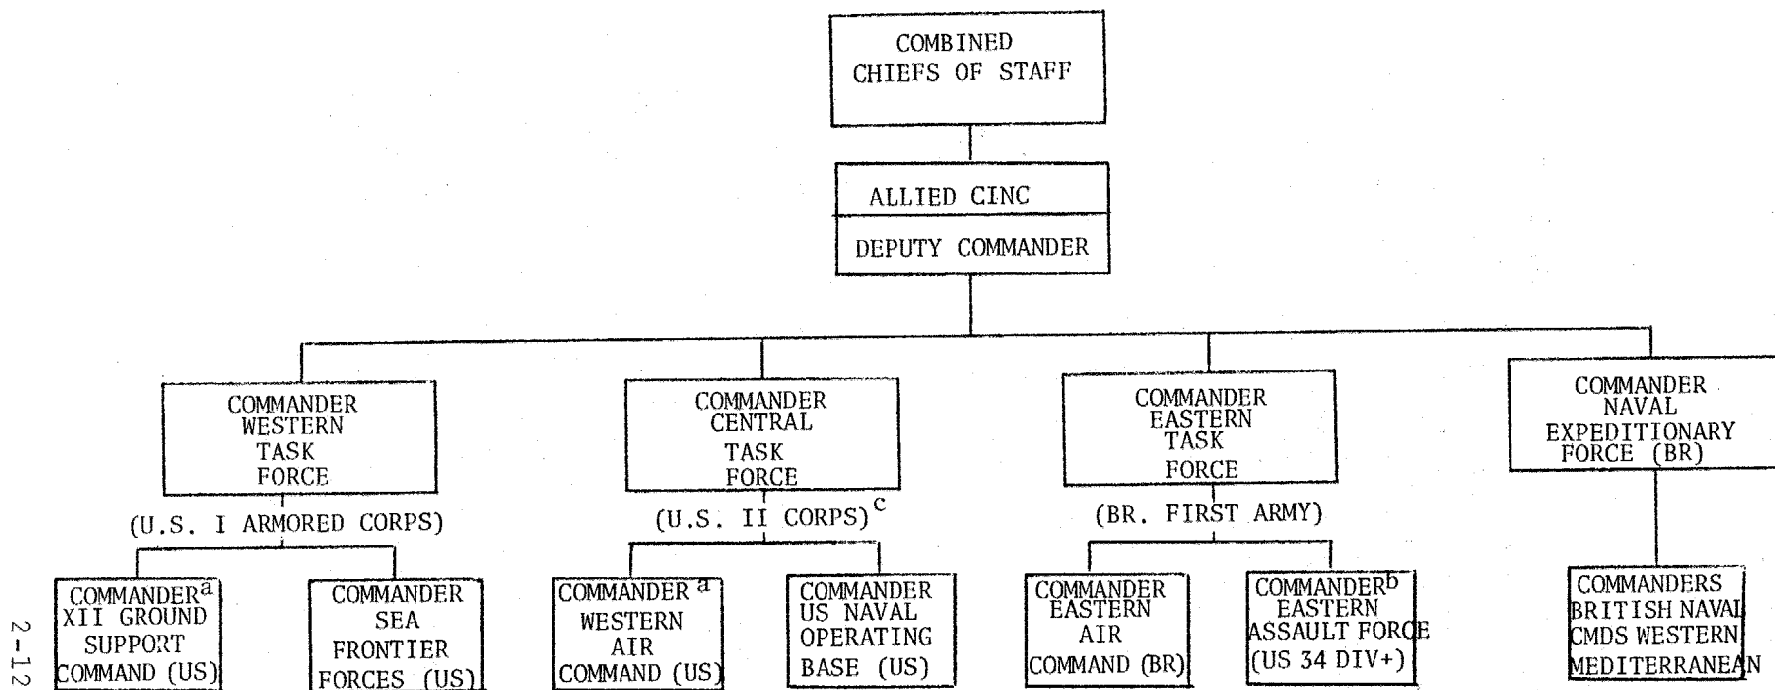 COMBINED
CHIEFS OF STAFF
ALLIED CINC
DEPUTY COMMANDER
COMMANDER
WESTERN
TASK
FORCE
(U.S. I ARMORED CORPS)
COMMANDER
CENTRAL
TASK
FORCE
(U.S. II CORPS)c
COMMANDER
EASTERN
TASK
FORCE
(BR. FIRST ARMY)
COMMANDER
NAVAL
EXPEDITIONARY
FORCE (BR)
COMMANDERa
XII GROUND
SUPPORT
COMMAND (US)
COMMANDER
SEA
FRONTIER
FORCES (US)
COMMANDER a
WESTERN
AIR
COMMAND (US)
COMMANDER
US NAVAL
OPERATING
BASE (US)
COMMANDER
EASTERN
AIR
COMMAND (BR)
COMMANDERb
EASTERN
ASSAULT FORCE
(US 34 DIV+)
COMMANDERS
BRITISH NAVAL
CMDS WESTERN
MEDITERRANEAN
2-12